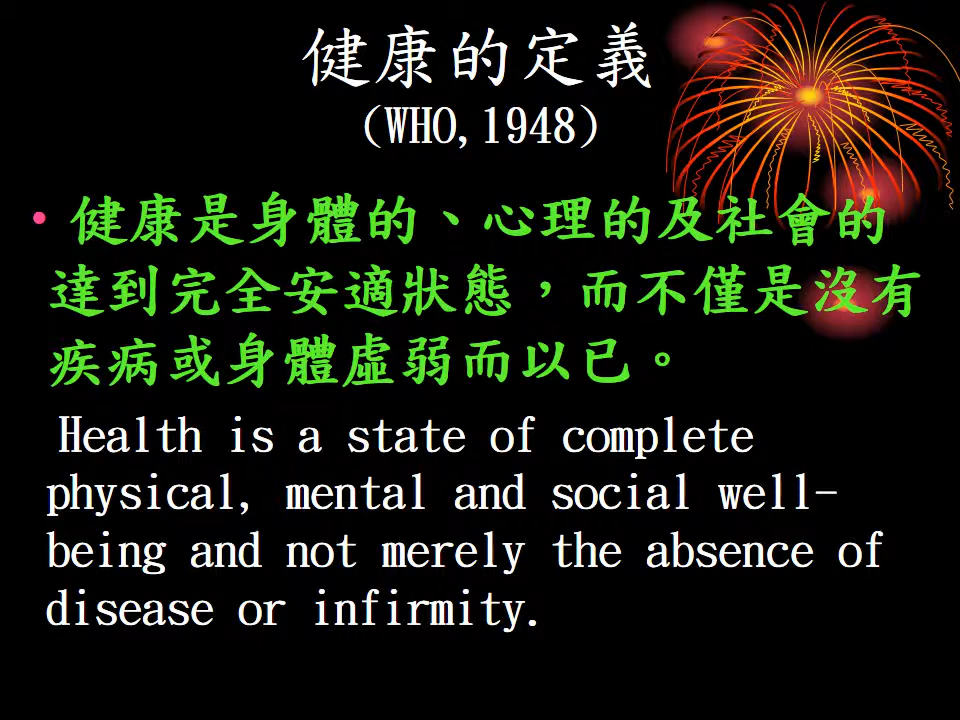 健康的定義
(WHO,1948)
• 健康是身體的、心理的及社會的
達到完全安適狀態，而不僅是沒有
疾病或身體虛弱而以已。
Health is a state of complete
physical, mental and social well-
being and not merely the absence of
disease or infirmity.